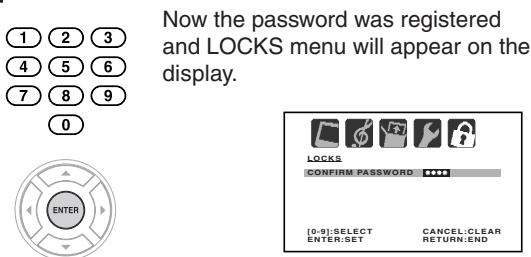 Now the password was registered
and LOCKS menu will appear on the
display.
1 2 3
4 5 6
7 8 9
0
ENTER
LOCKS
CONFIRM PASSWORD
[0-9]:SELECT CANCEL:CLEAR
ENTER:SET RETURN:END